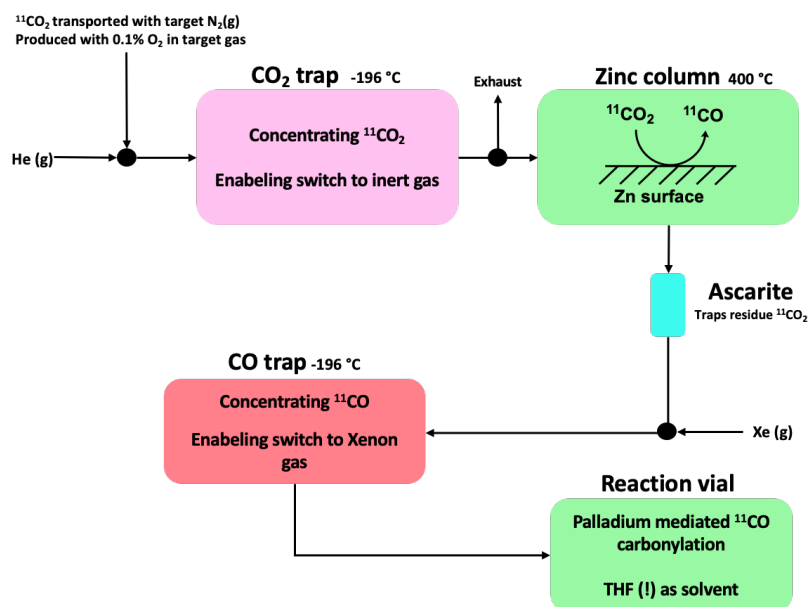 ¹¹CO₂ transported with target N₂(g)
Produced with 0.1% O₂ in target gas
CO₂ trap -196 °C
Exhaust
Zinc column 400 °C
He (g)
Concentrating ¹¹CO₂
Enabeling switch to inert gas
¹¹CO₂ ¹¹CO
Zn surface
Ascarite
Traps residue ¹¹CO₂
CO trap -196 °C
Concentrating ¹¹CO
Enabeling switch to Xenon
gas
Xe (g)
Reaction vial
Palladium mediated ¹¹CO
carbonylation
THF (!) as solvent